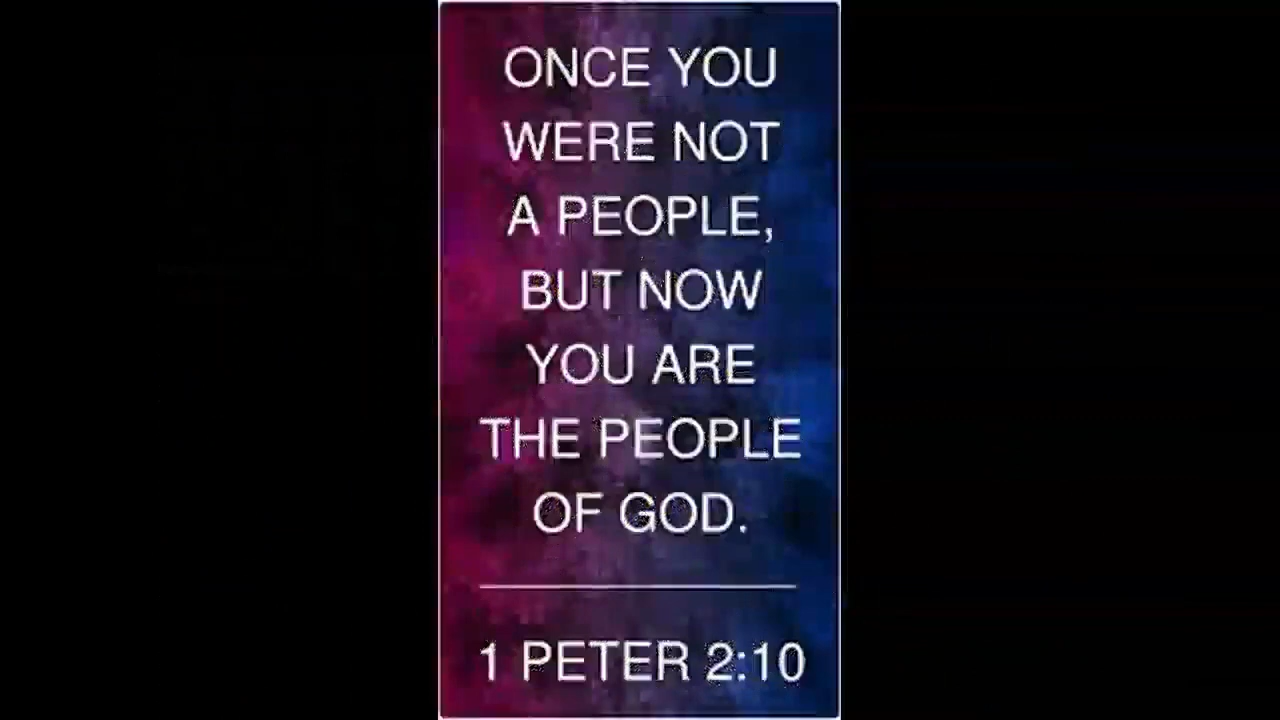 ONCE YOU
WERE NOT
A PEOPLE,
BUT NOW
YOU ARE
THE PEOPLE
OF GOD.
1 PETER 2:10